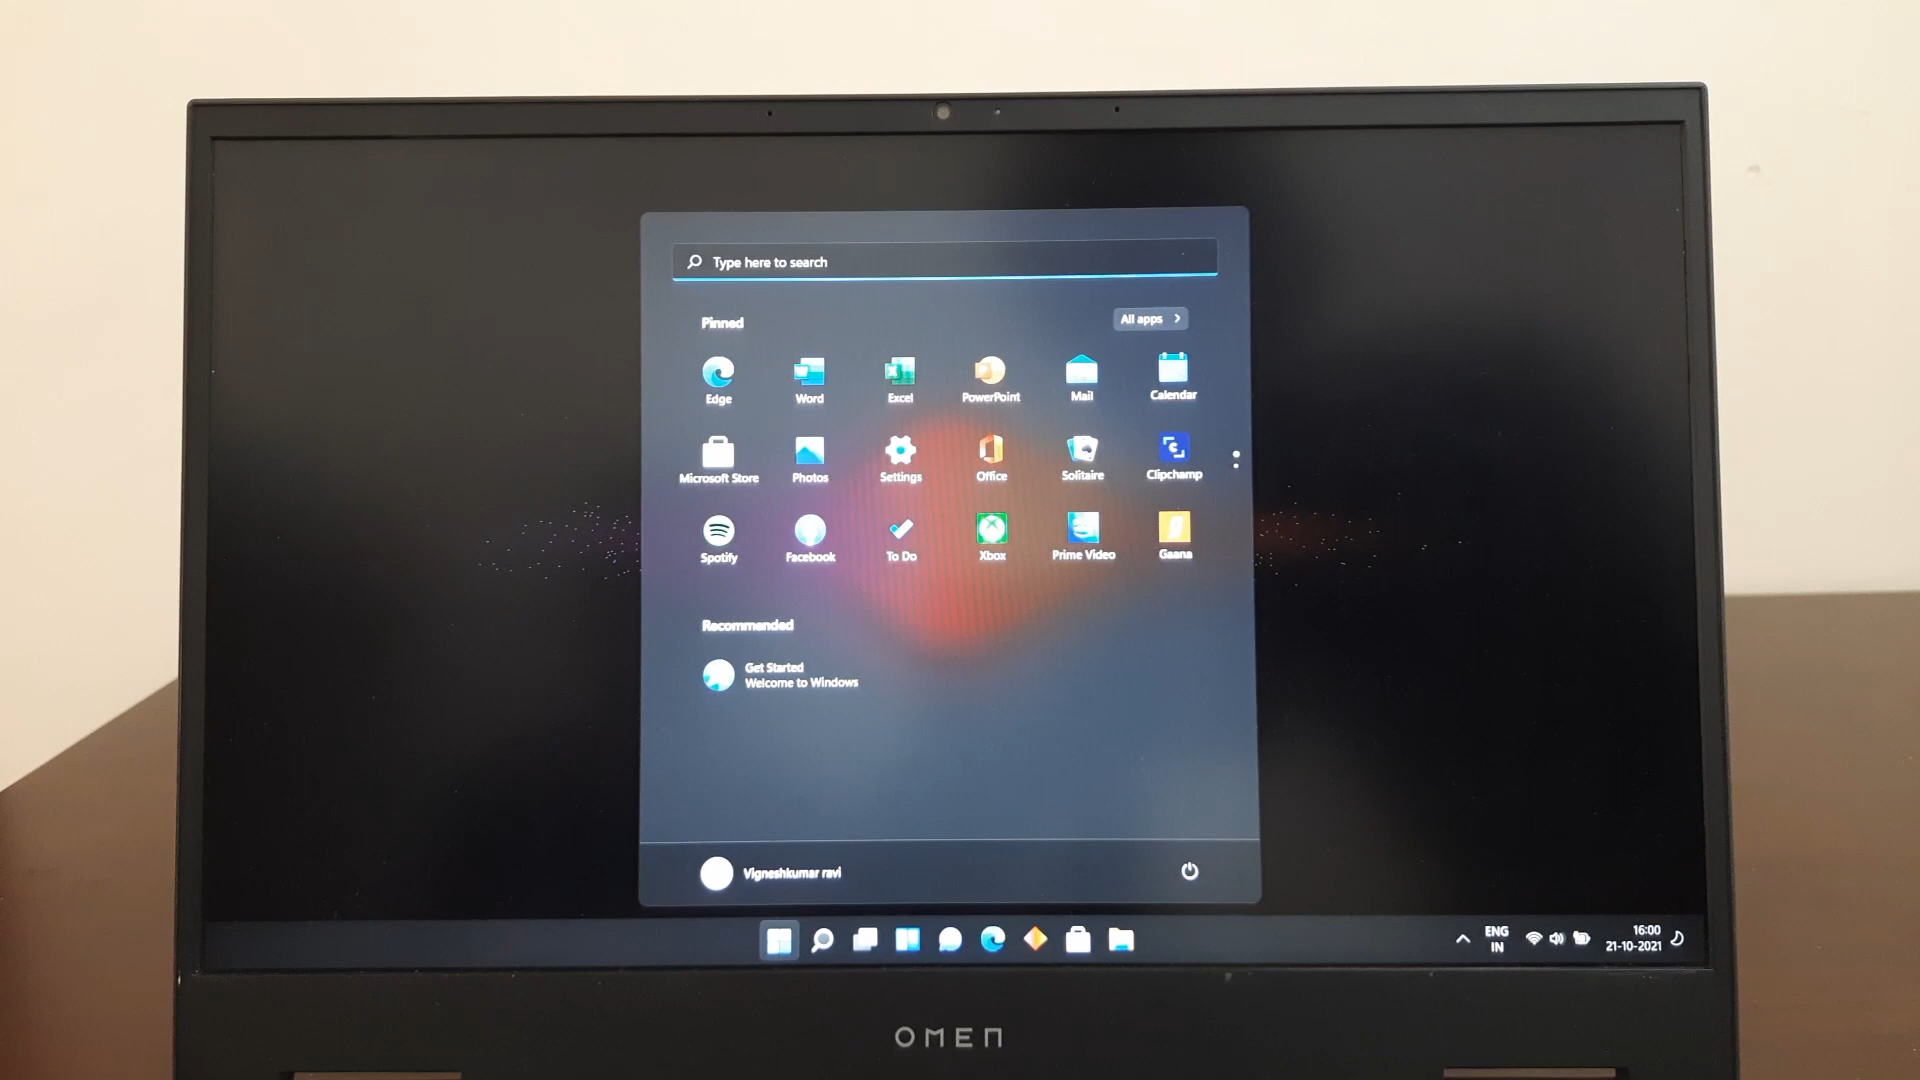 Type here to search
Pinned
All apps
Edge
Word
Excel
PowerPoint
Mail
Calendar
Microsoft Store
Photos
Settings
Office
Solitaire
Clipchamp
Spotify
Facebook
To Do
Xbox
Prime Video
Gaana
Recommended
Get Started
Welcome to Windows
Vigneshkumar ravi
ENG
IN
16:00
21-10-2021
OMEN